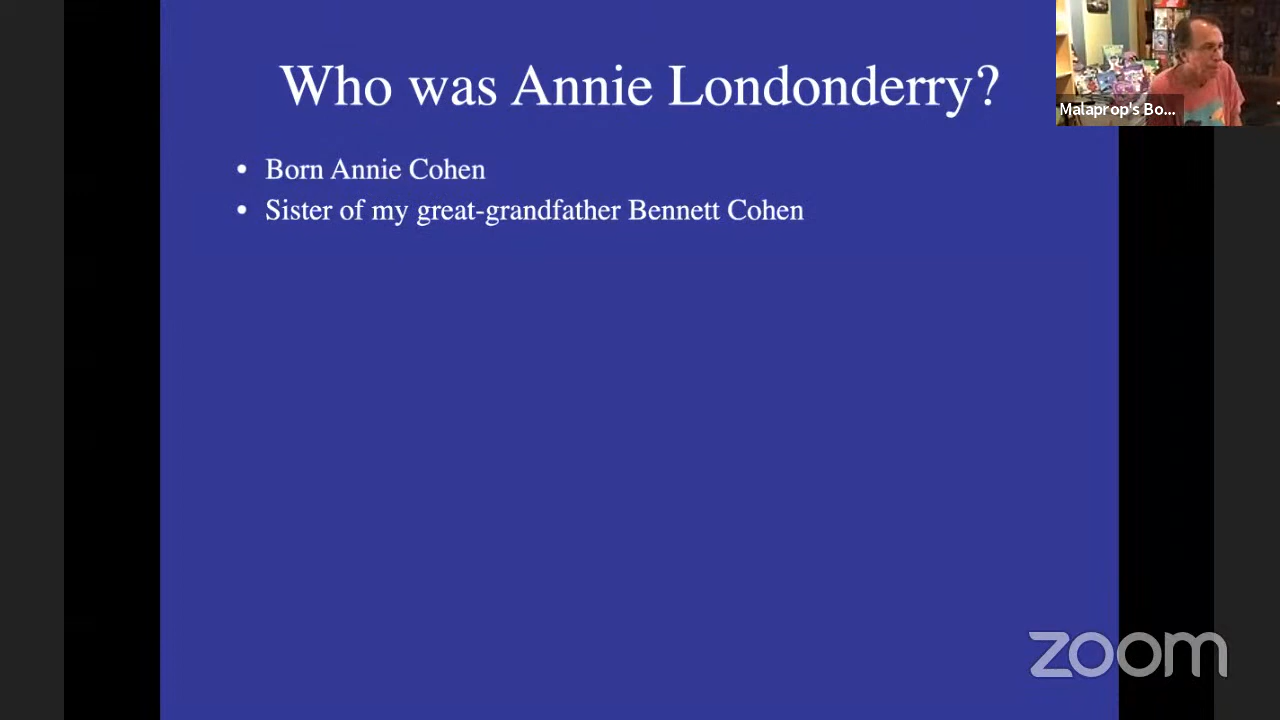 Who was Annie Londonderry?
Malaprop's Bo...
• Born Annie Cohen
• Sister of my great-grandfather Bennett Cohen
zoom